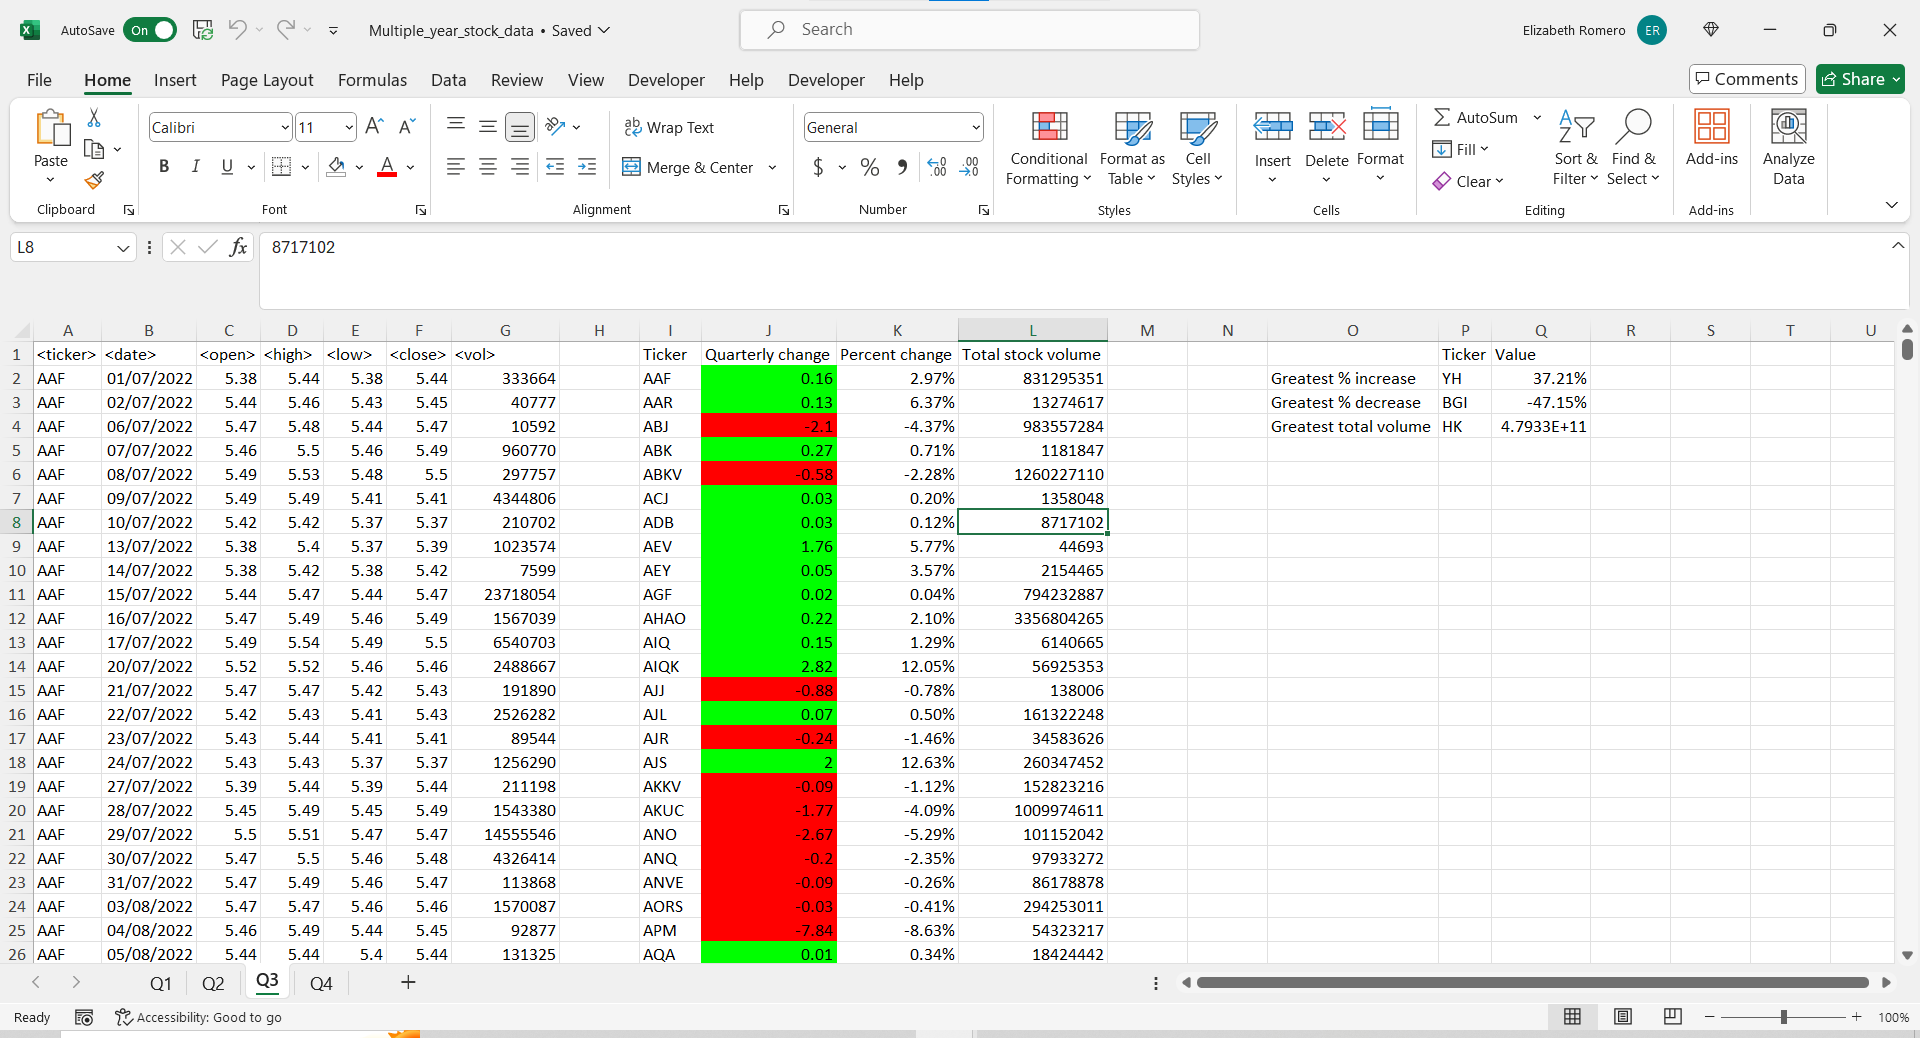 AutoSave On Multiple_year_stock_data • Saved Search Elizabeth Romero ER
File Home Insert Page Layout Formulas Data Review View Developer Help Developer Help Comments Share
Paste Calibri 11 Wrap Text General Conditional Formatting Format as Table Cell Styles Insert Delete Format AutoSum Sort & Filter Find & Select Add-ins Analyze Data
B I U Merge & Center $ % Fill Clear
Clipboard Font Alignment Number Styles Cells Editing Add-ins
L8 fx 8717102
A B C D E F G H I J K L M N O P Q R S T U
1 <ticker> <date> <open> <high> <low> <close> <vol> Ticker Quarterly change Percent change Total stock volume Ticker Value
2 AAF 01/07/2022 5.38 5.44 5.38 5.44 333664 AAF 0.16 2.97% 831295351 Greatest % increase YH 37.21%
3 AAF 02/07/2022 5.44 5.46 5.43 5.45 40777 AAR 0.13 6.37% 13274617 Greatest % decrease BGI -47.15%
4 AAF 06/07/2022 5.47 5.48 5.44 5.47 10592 ABJ -2.1 -4.37% 983557284 Greatest total volume HK 4.7933E+11
5 AAF 07/07/2022 5.46 5.5 5.46 5.49 960770 ABK 0.27 0.71% 1181847
6 AAF 08/07/2022 5.49 5.53 5.48 5.5 297757 ABKV -0.58 -2.28% 1260227110
7 AAF 09/07/2022 5.49 5.49 5.41 5.41 4344806 ACJ 0.03 0.20% 1358048
8 AAF 10/07/2022 5.42 5.42 5.37 5.37 210702 ADB 0.03 0.12% 8717102
9 AAF 13/07/2022 5.38 5.4 5.37 5.39 1023574 AEV 1.76 5.77% 44693
10 AAF 14/07/2022 5.38 5.42 5.38 5.42 7599 AEY 0.05 3.57% 2154465
11 AAF 15/07/2022 5.44 5.47 5.44 5.47 23718054 AGF 0.02 0.04% 794232887
12 AAF 16/07/2022 5.47 5.49 5.46 5.49 1567039 AHAO 0.22 2.10% 3356804265
13 AAF 17/07/2022 5.49 5.54 5.49 5.5 6540703 AIQ 0.15 1.29% 6140665
14 AAF 20/07/2022 5.52 5.52 5.46 5.46 2488667 AIQK 2.82 12.05% 56925353
15 AAF 21/07/2022 5.47 5.47 5.42 5.43 191890 AJJ -0.88 -0.78% 138006
16 AAF 22/07/2022 5.42 5.43 5.41 5.43 2526282 AJL 0.07 0.50% 161322248
17 AAF 23/07/2022 5.43 5.44 5.41 5.41 89544 AJR -0.24 -1.46% 34583626
18 AAF 24/07/2022 5.43 5.43 5.37 5.37 1256290 AJS 2 12.63% 260347452
19 AAF 27/07/2022 5.39 5.44 5.39 5.44 211198 AKKV -0.09 -1.12% 152823216
20 AAF 28/07/2022 5.45 5.49 5.45 5.49 1543380 AKUC -1.77 -4.09% 1009974611
21 AAF 29/07/2022 5.5 5.51 5.47 5.47 14555546 ANO -2.67 -5.29% 101152042
22 AAF 30/07/2022 5.47 5.5 5.46 5.48 4326414 ANQ -0.2 -2.35% 97933272
23 AAF 31/07/2022 5.47 5.49 5.46 5.47 113868 ANVE -0.09 -0.26% 86178878
24 AAF 03/08/2022 5.47 5.47 5.46 5.46 1570087 AORS -0.03 -0.41% 294253011
25 AAF 04/08/2022 5.46 5.49 5.44 5.45 92877 APM -7.84 -8.63% 54323217
26 AAF 05/08/2022 5.44 5.44 5.4 5.44 131325 AQA 0.01 0.34% 18424442
Q1 Q2 Q3 Q4
Ready Accessibility: Good to go 100%